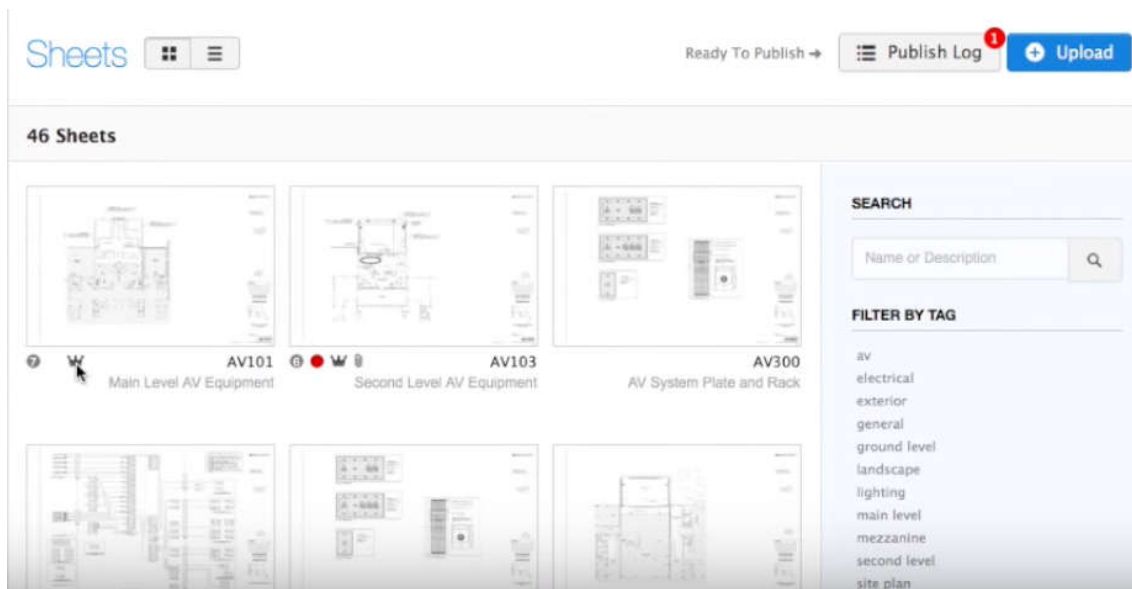 Sheets
Ready To Publish →
Publish Log
1
Upload
46 Sheets
AV101
Main Level AV Equipment
AV103
Second Level AV Equipment
AV300
AV System Plate and Rack
SEARCH
Name or Description
FILTER BY TAG
av
electrical
exterior
general
ground level
landscape
lighting
main level
mezzanine
second level
site plan